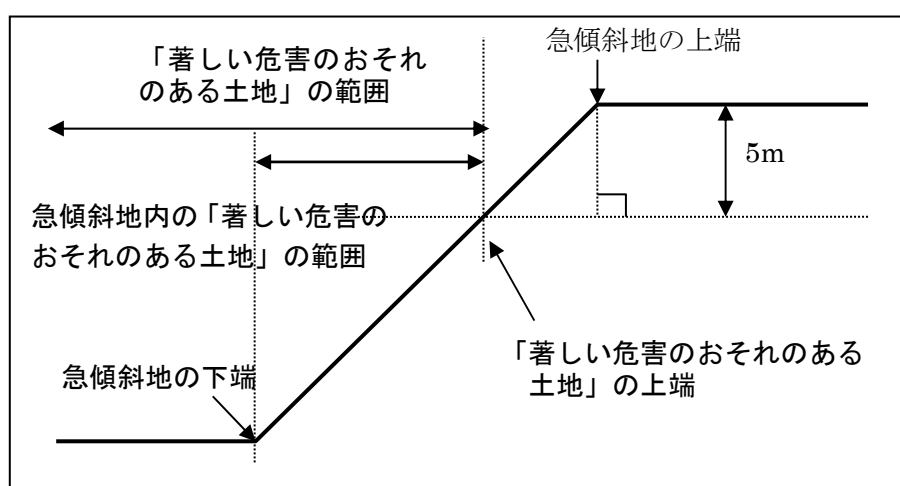 急傾斜地の上端
「著しい危害のおそれ
のある土地」の範囲
5m
急傾斜地内の「著しい危害の
おそれのある土地」の範囲
「著しい危害のおそれのある
土地」の上端
急傾斜地の下端